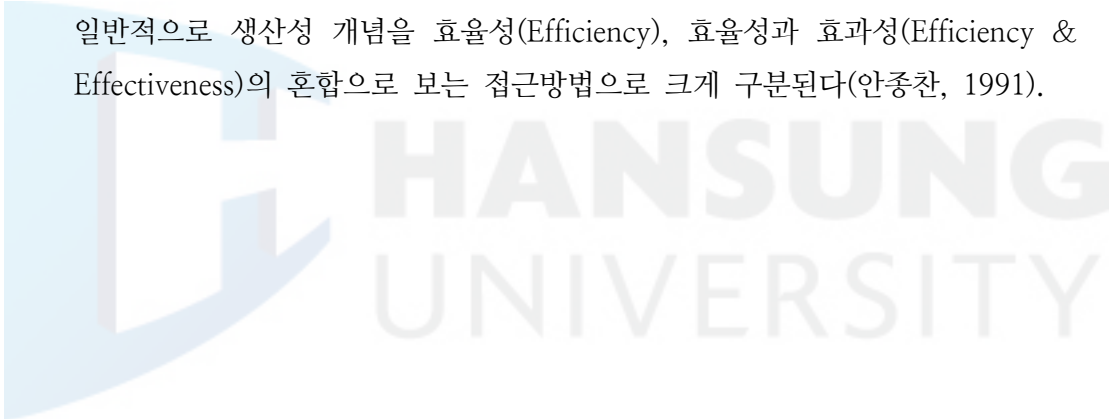 일반적으로 생산성 개념을 효율성(Efficiency), 효율성과 효과성(Efficiency &
Effectiveness)의 혼합으로 보는 접근방법으로 크게 구분된다(안종찬, 1991).
HANSUNG
UNIVERSITY